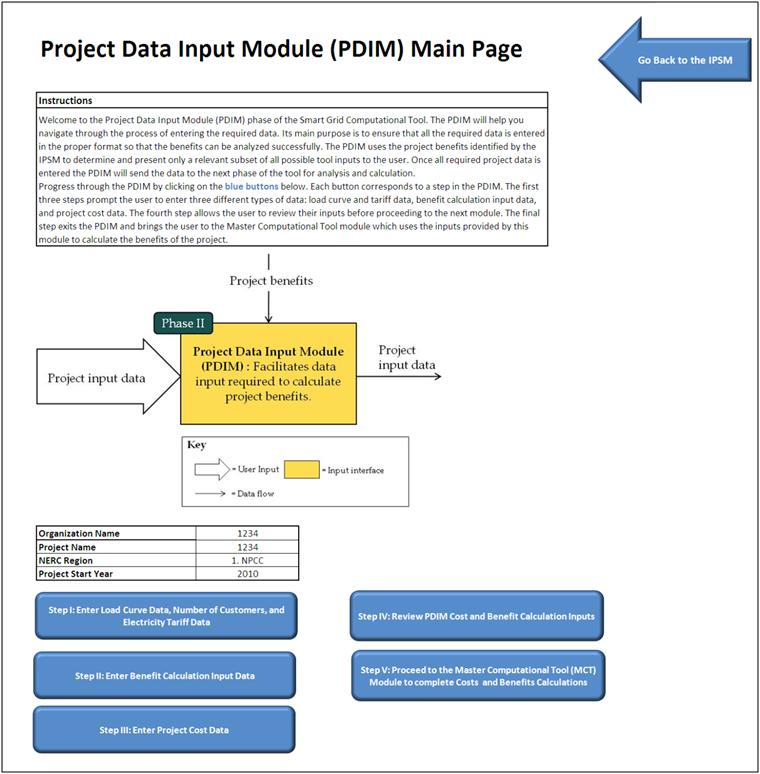 Project Data Input Module (PDIM) Main Page
Go Back to the IPSM
Instructions
Welcome to the Project Data Input Module (PDIM) phase of the Smart Grid Computational Tool. The PDIM will help you
navigate through the process of entering the required data. Its main purpose is to ensure that all the required data is entered
in the proper format so that the benefits can be analyzed successfully. The PDIM uses the project benefits identified by the
IPSM to determine and present only a relevant subset of all possible tool inputs to the user. Once all required project data is
entered the PDIM will send the data to the next phase of the tool for analysis and calculation.
Progress through the PDIM by clicking on the blue buttons below. Each button corresponds to a step in the PDIM. The first
three steps prompt the user to enter three different types of data: load curve and tariff data, benefit calculation input data,
and project cost data. The fourth step allows the user to review their inputs before proceeding to the next module. The final
step exits the PDIM and brings the user to the Master Computational Tool module which uses the inputs provided by this
module to calculate the benefits of the project.
Project benefits
Phase II
Project input data
Project Data Input Module
(PDIM) : Facilitates data
input required to calculate
project benefits.
Project
input data
Key
= User Input
= Input interface
= Data flow
Organization Name 1234
Project Name 1234
NERC Region 1. NPCC
Project Start Year 2010
Step I: Enter Load Curve Data, Number of Customers, and
Electricity Tariff Data
Step II: Enter Benefit Calculation Input Data
Step III: Enter Project Cost Data
Step IV: Review PDIM Cost and Benefit Calculation Inputs
Step V: Proceed to the Master Computational Tool (MCT)
Module to complete Costs and Benefits Calculations